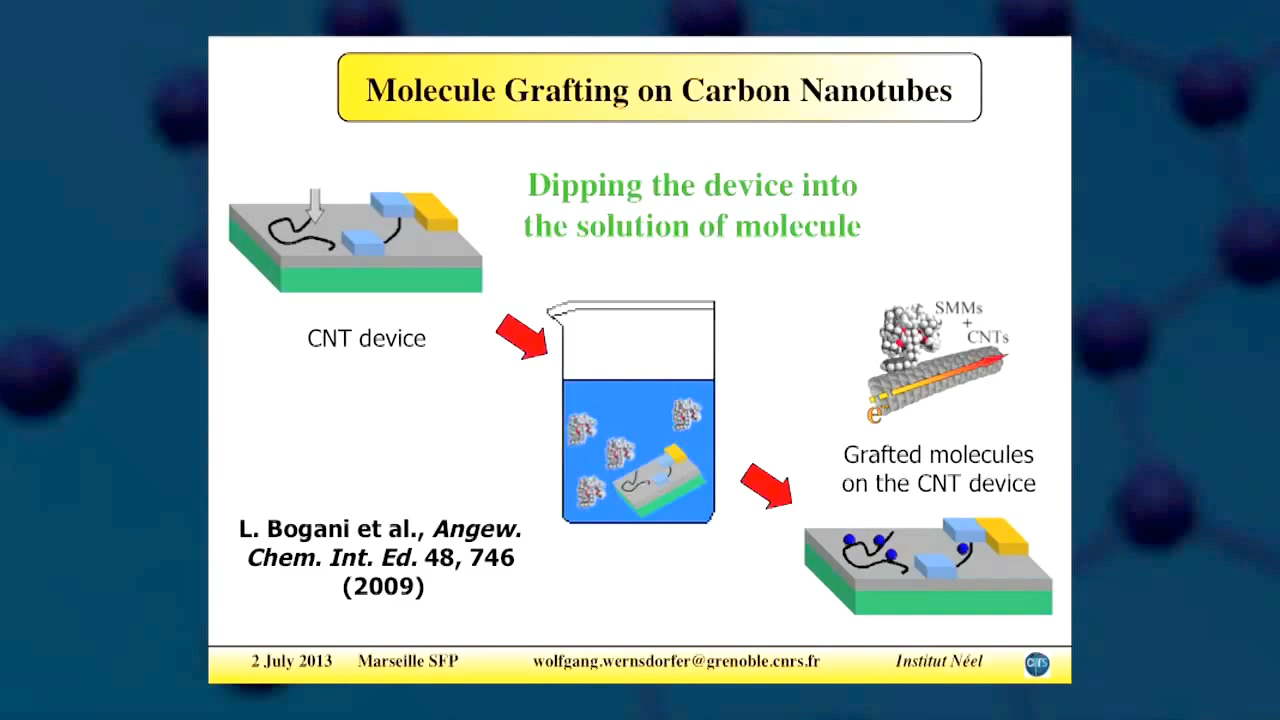 Molecule Grafting on Carbon Nanotubes
Dipping the device into
the solution of molecule
CNT device
SMMs
+
CNTs
e-
Grafted molecules
on the CNT device
L. Bogani et al., Angew.
Chem. Int. Ed. 48, 746
(2009)
2 July 2013 Marseille SFP wolfgang.wernsdorfer@grenoble.cnrs.fr Institut Néel cnrs